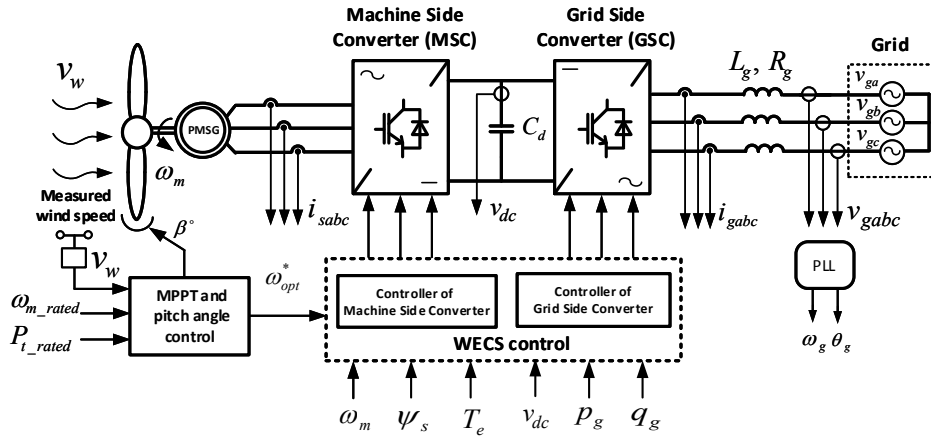 Machine Side
Converter (MSC)
Grid Side
Converter (GSC)
Grid
L_g, R_g
v_w
PMSG
ω_m
C_d
v_ga
v_gb
v_gc
Measured
wind speed
v_w
β°
i_sabc
v_dc
i_gabc
v_gabc
ω*_opt
ω_m_rated
P_t_rated
MPPT and
pitch angle
control
Controller of
Machine Side Converter
Controller of
Grid Side Converter
WECS control
PLL
ω_g θ_g
ω_m ψ_s T_e v_dc p_g q_g